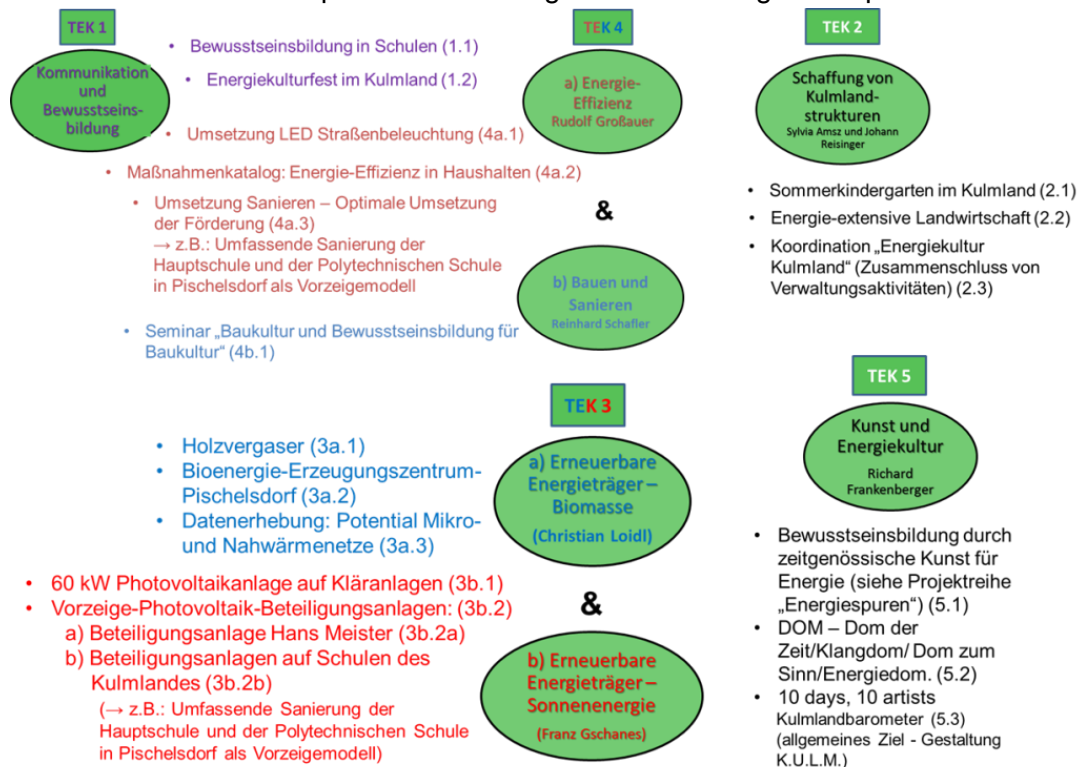 TEK 1
Kommunikation
und
Bewusstseins-
bildung
• Bewusstseinsbildung in Schulen (1.1)
• Energiekulturfest im Kulmland (1.2)
TEK 4
a) Energie-
Effizienz
Rudolf Großauer
• Umsetzung LED Straßenbeleuchtung (4a.1)
• Maßnahmenkatalog: Energie-Effizienz in Haushalten (4a.2)
• Umsetzung Sanieren – Optimale Umsetzung
der Förderung (4a.3)
→ z.B.: Umfassende Sanierung der
Hauptschule und der Polytechnischen Schule
in Pischelsdorf als Vorzeigemodell
&
b) Bauen und
Sanieren
Reinhard Schafler
• Seminar „Baukultur und Bewusstseinsbildung für
Baukultur“ (4b.1)
TEK 2
Schaffung von
Kulmland-
strukturen
Sylvia Amsz und Johann
Reisinger
• Sommerkindergarten im Kulmland (2.1)
• Energie-extensive Landwirtschaft (2.2)
• Koordination „Energiekultur
Kulmland“ (Zusammenschluss von
Verwaltungsaktivitäten) (2.3)
TEK 3
a) Erneuerbare
Energieträger –
Biomasse
(Christian Loidl)
• Holzvergaser (3a.1)
• Bioenergie-Erzeugungszentrum-
Pischelsdorf (3a.2)
• Datenerhebung: Potential Mikro-
und Nahwärmenetze (3a.3)
&
b) Erneuerbare
Energieträger –
Sonnenenergie
(Franz Gschanes)
• 60 kW Photovoltaikanlage auf Kläranlagen (3b.1)
• Vorzeige-Photovoltaik-Beteiligungsanlagen: (3b.2)
a) Beteiligungsanlage Hans Meister (3b.2a)
b) Beteiligungsanlagen auf Schulen des
Kulmlandes (3b.2b)
(→ z.B.: Umfassende Sanierung der
Hauptschule und der Polytechnischen Schule
in Pischelsdorf als Vorzeigemodell)
TEK 5
Kunst und
Energiekultur
Richard
Frankenberger
• Bewusstseinsbildung durch
zeitgenössische Kunst für
Energie (siehe Projektreihe
„Energiespuren“) (5.1)
• DOM – Dom der
Zeit/Klangdom/ Dom zum
Sinn/Energiedom. (5.2)
• 10 days, 10 artists
Kulmlandbarometer (5.3)
(allgemeines Ziel - Gestaltung
K.U.L.M.)